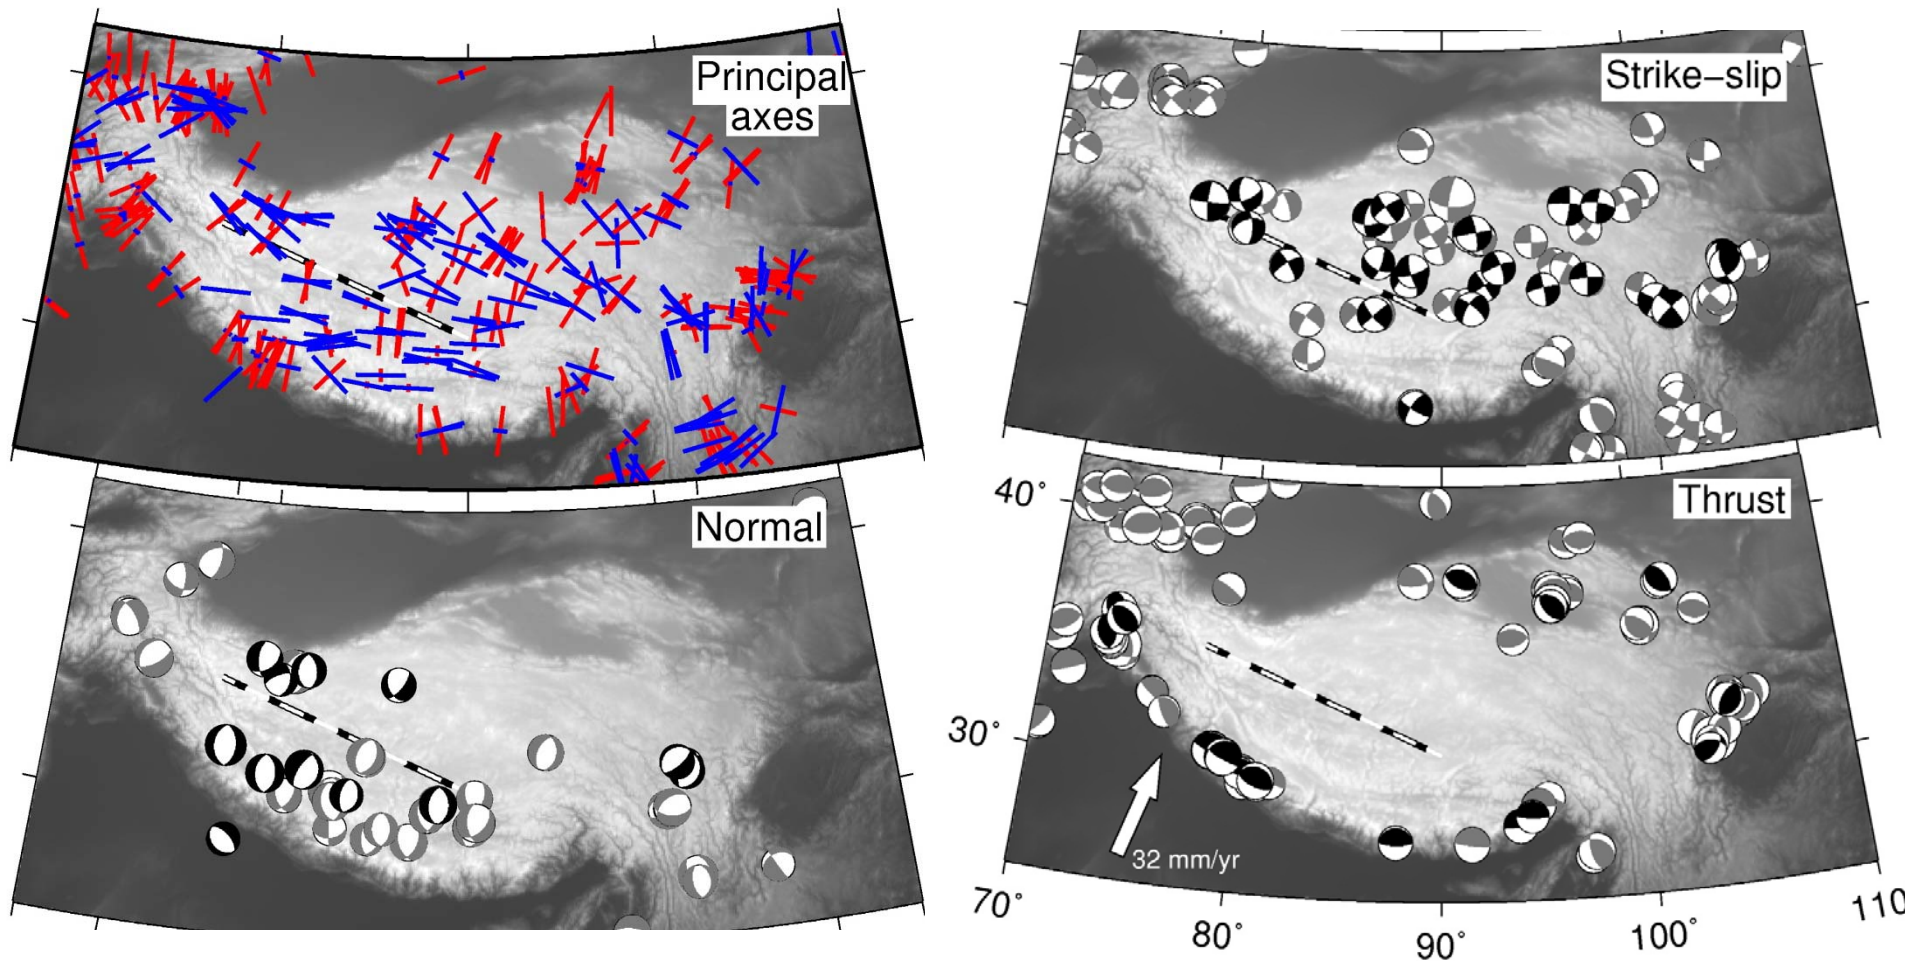 Principal
axes
Strike–slip
Normal
Thrust
40°
30°
32 mm/yr
70°
80°
90°
100°
110